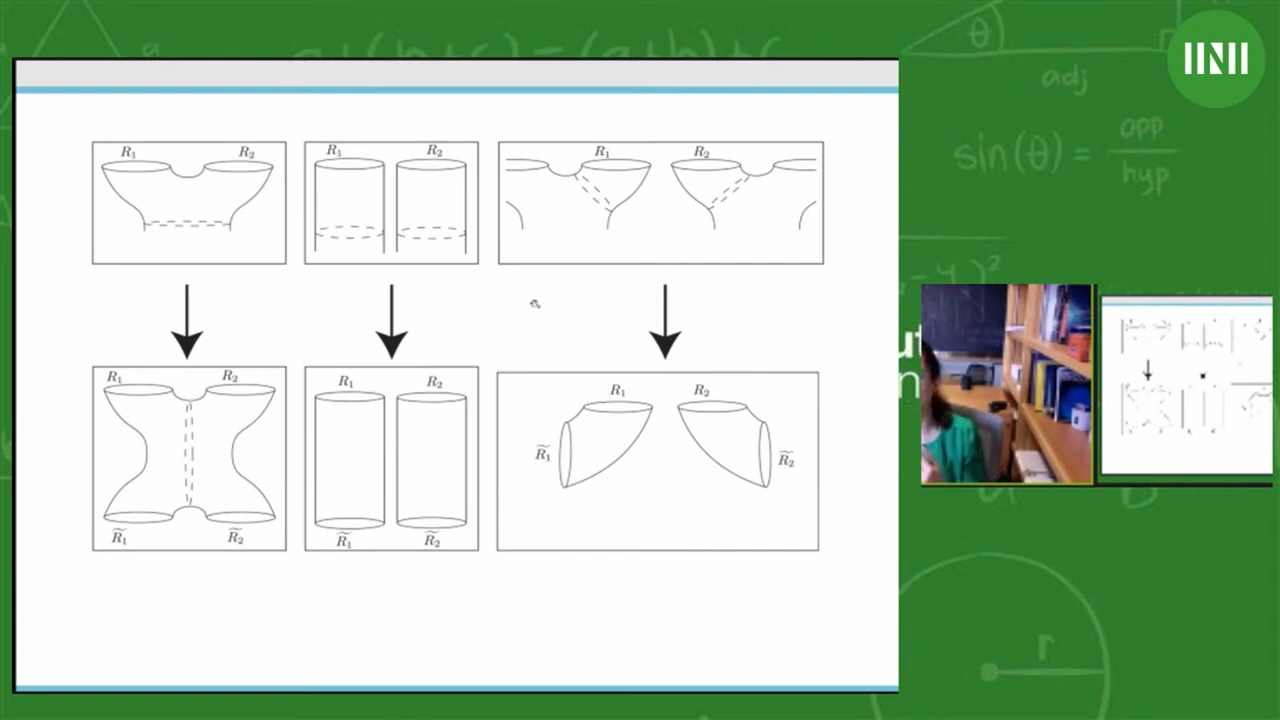 a+(b+c)=(a+b)+c
θ
adj
sin(θ) = opp
hyp
IINII
R₁ R₂
R₁ R₂
R₁ R₂
R₁ R₂
R̃₁ R̃₂
R₁ R₂
R̃₁ R̃₂
R₁ R₂
R̃₁ R̃₂
r